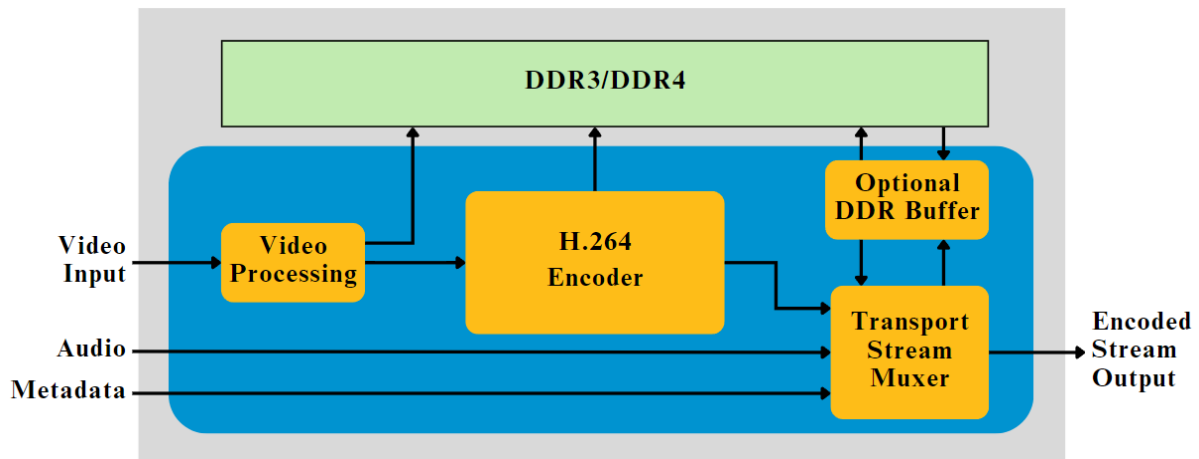 DDR3/DDR4
Optional
DDR Buffer
Video
Input
Video
Processing
H.264
Encoder
Transport
Stream
Muxer
Audio
Metadata
Encoded
Stream
Output